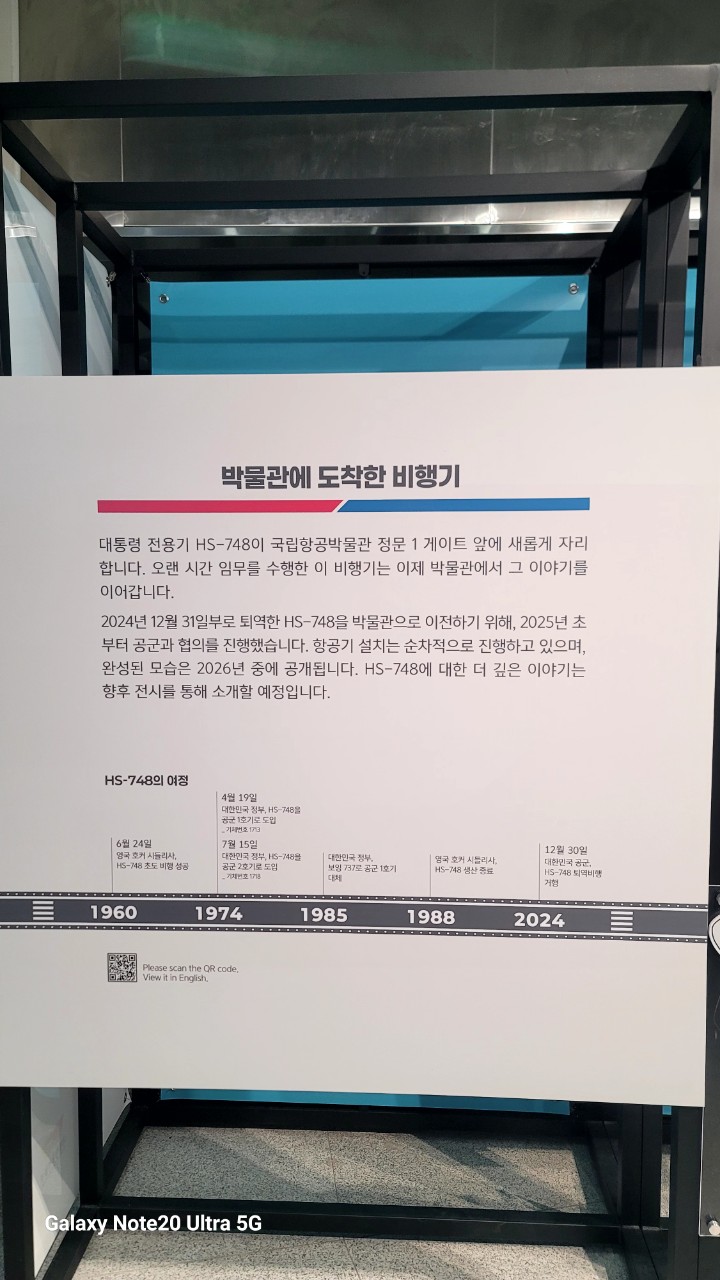 박물관에 도착한 비행기
대통령 전용기 HS-748이 국립항공박물관 정문 1 게이트 앞에 새롭게 자리
합니다. 오랜 시간 임무를 수행한 이 비행기는 이제 박물관에서 그 이야기를
이어갑니다.
2024년 12월 31일부로 퇴역한 HS-748을 박물관으로 이전하기 위해, 2025년 초
부터 공군과 협의를 진행했습니다. 항공기 설치는 순차적으로 진행하고 있으며,
완성된 모습은 2026년 중에 공개됩니다. HS-748에 대한 더 깊은 이야기는
향후 전시를 통해 소개할 예정입니다.
HS-748의 여정
6월 24일
영국 호커 시들리사,
HS-748 초도 비행 성공
1960
4월 19일
대한민국 정부, HS-748을
공군 1호기로 도입
_ 기체번호 1713
7월 15일
대한민국 정부, HS-748을
공군 2호기로 도입
_ 기체번호 1718
1974
대한민국 정부,
보잉 737로 공군 1호기
대체
1985
영국 호커 시들리사,
HS-748 생산 종료
1988
12월 30일
대한민국 공군,
HS-748 퇴역비행
거행
2024
Please scan the QR code.
View it in English.
Galaxy Note20 Ultra 5G